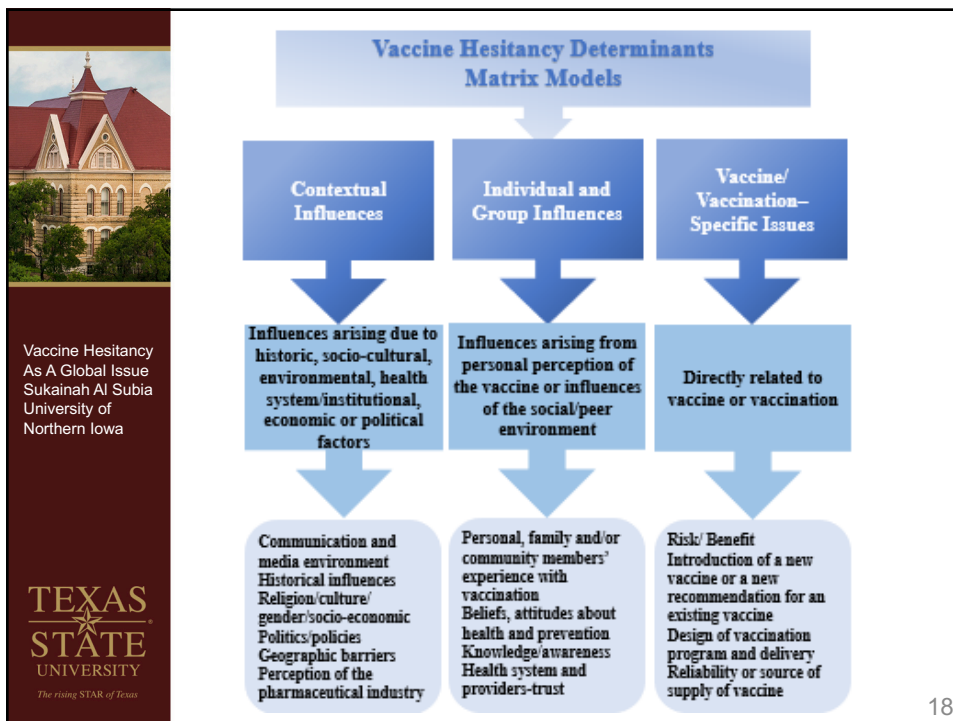 Vaccine Hesitancy Determinants
Matrix Models
Contextual
Influences
Individual and
Group Influences
Vaccine/
Vaccination–
Specific Issues
Influences arising due to
historic, socio-cultural,
environmental, health
system/institutional,
economic or political
factors
Influences arising from
personal perception of
the vaccine or influences
of the social/peer
environment
Directly related to
vaccine or vaccination
Communication and
media environment
Historical influences
Religion/culture/
gender/socio-economic
Politics/policies
Geographic barriers
Perception of the
pharmaceutical industry
Personal, family and/or
community members'
experience with
vaccination
Beliefs, attitudes about
health and prevention
Knowledge/awareness
Health system and
providers-trust
Risk/ Benefit
Introduction of a new
vaccine or a new
recommendation for an
existing vaccine
Design of vaccination
program and delivery
Reliability or source of
supply of vaccine
Vaccine Hesitancy
As A Global Issue
Sukainah Al Subia
University of
Northern Iowa
TEXAS
STATE
UNIVERSITY
®
The rising STAR of Texas
18